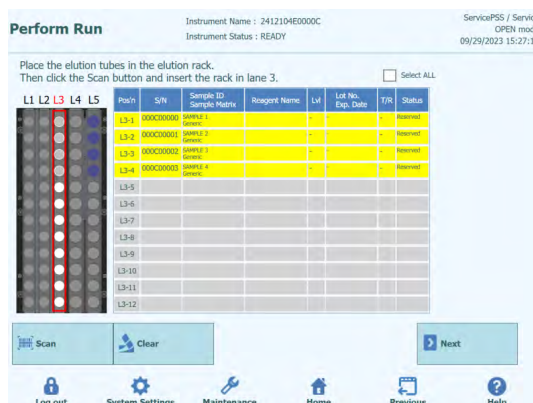 Perform Run
Instrument Name : 2412104E0000C
Instrument Status : READY
ServicePSS / Servic
OPEN mod
09/29/2023 15:27:1
Place the elution tubes in the elution rack.
Then click the Scan button and insert the rack in lane 3.
Select ALL
L1 L2 L3 L4 L5
Pos'n S/N Sample ID Sample Matrix Reagent Name Lvl Lot No. Exp. Date T/R Status
L3-1 000C00000 SAMPLE 1 Generic - - - Reserved
L3-2 000C00001 SAMPLE 2 Generic - - - Reserved
L3-3 000C00002 SAMPLE 3 Generic - - - Reserved
L3-4 000C00003 SAMPLE 4 Generic - - - Reserved
L3-5
L3-6
L3-7
L3-8
L3-9
L3-10
L3-11
L3-12
Scan Clear Next
Log out System Settings Maintenance Home Previous Help